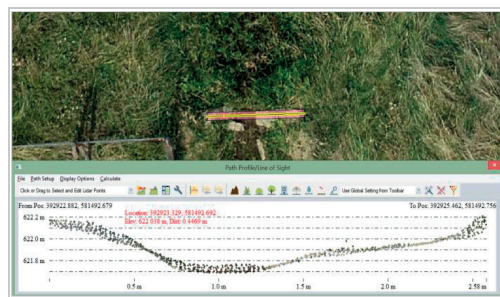 Path Profile/Line of Sight
File Path Setup Display Options Calculate
Click or Drag to Select and Edit Lidar Points
Use Global Setting from Toolbar
From Pos: 392922.882, 581492.679
To Pos: 392925.462, 581492.756
Location: 392923.329, 581492.692
Elev: 622.038 m, Dist: 0.4469 m
622.2 m
622.0 m
621.8 m
0.5 m
1.0 m
1.5 m
2.0 m
2.58 m